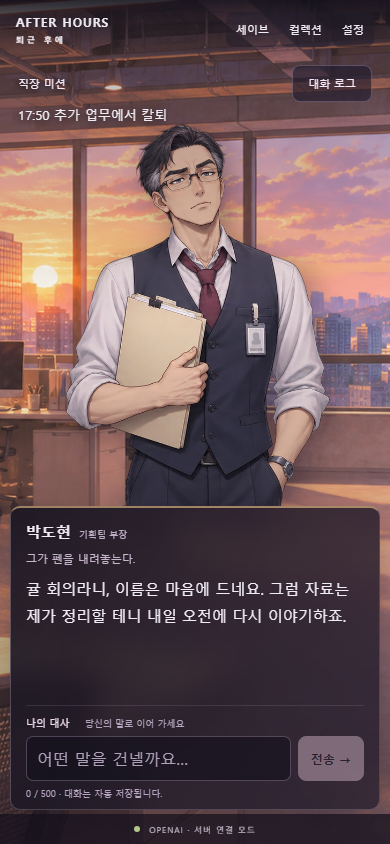 AFTER HOURS
퇴근 후에
세이브 컬렉션 설정
직장 미션
대화 로그
17:50 추가 업무에서 칼퇴
박도현 기획팀 부장
그가 펜을 내려놓는다.
귤 회의라니, 이름은 마음에 드네요. 그럼 자료는
제가 정리할 테니 내일 오전에 다시 이야기하죠.
나의 대사 당신의 말로 이어 가세요
어떤 말을 건넬까요...
전송 →
0 / 500 · 대화는 자동 저장됩니다.
OPENAI · 서버 연결 모드